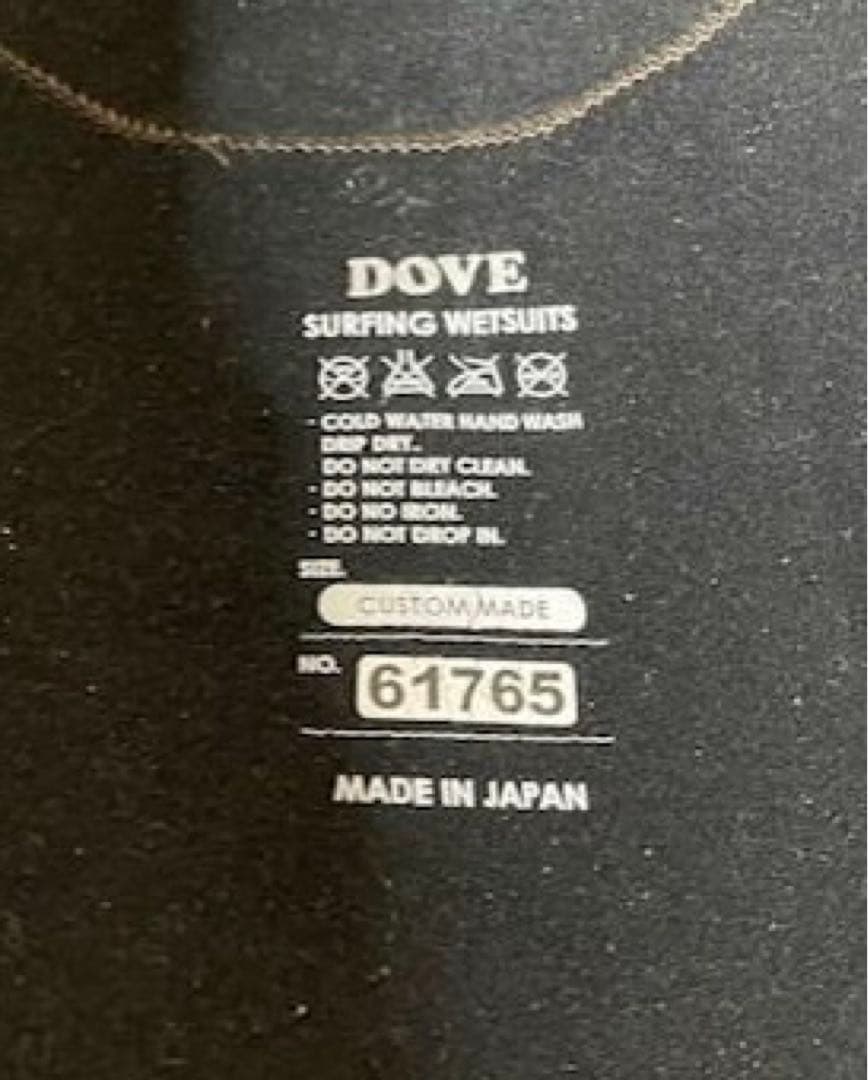 DOVE
SURFING WETSUITS
- COLD WATER HAND WASH
DRIP DRY.
DO NOT DRY CLEAN.
- DO NOT BLEACH.
- DO NO IRON.
- DO NOT DROP IN.
SIZE.
CUSTOM/MADE
NO. 61765
MADE IN JAPAN